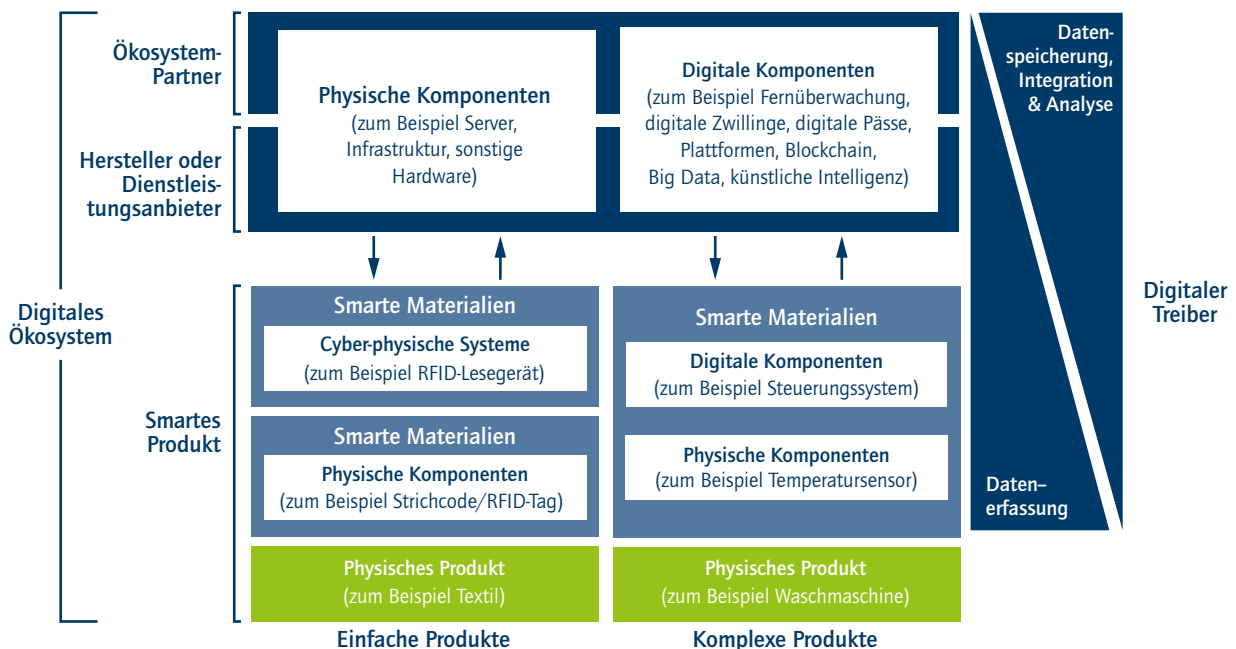 Digitales
Ökosystem
Ökosystem-
Partner
Hersteller oder
Dienstleis-
tungsanbieter
Physische Komponenten
(zum Beispiel Server,
Infrastruktur, sonstige
Hardware)
Digitale Komponenten
(zum Beispiel Fernüberwachung,
digitale Zwillinge, digitale Pässe,
Plattformen, Blockchain,
Big Data, künstliche Intelligenz)
Daten-
speicherung,
Integration
& Analyse
Digitaler
Treiber
Daten-
erfassung
Smartes
Produkt
Smarte Materialien
Cyber-physische Systeme
(zum Beispiel RFID-Lesegerät)
Smarte Materialien
Physische Komponenten
(zum Beispiel Strichcode/RFID-Tag)
Physisches Produkt
(zum Beispiel Textil)
Einfache Produkte
Smarte Materialien
Digitale Komponenten
(zum Beispiel Steuerungssystem)
Physische Komponenten
(zum Beispiel Temperatursensor)
Physisches Produkt
(zum Beispiel Waschmaschine)
Komplexe Produkte